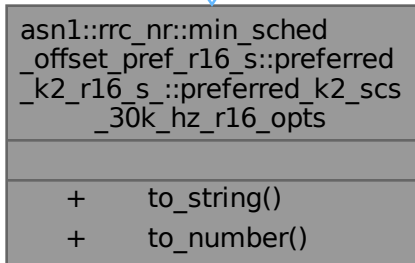 asn1::rrc_nr::min_sched
_offset_pref_r16_s::preferred
_k2_r16_s_::preferred_k2_scs
_30k_hz_r16_opts
+ to_string()
+ to_number()